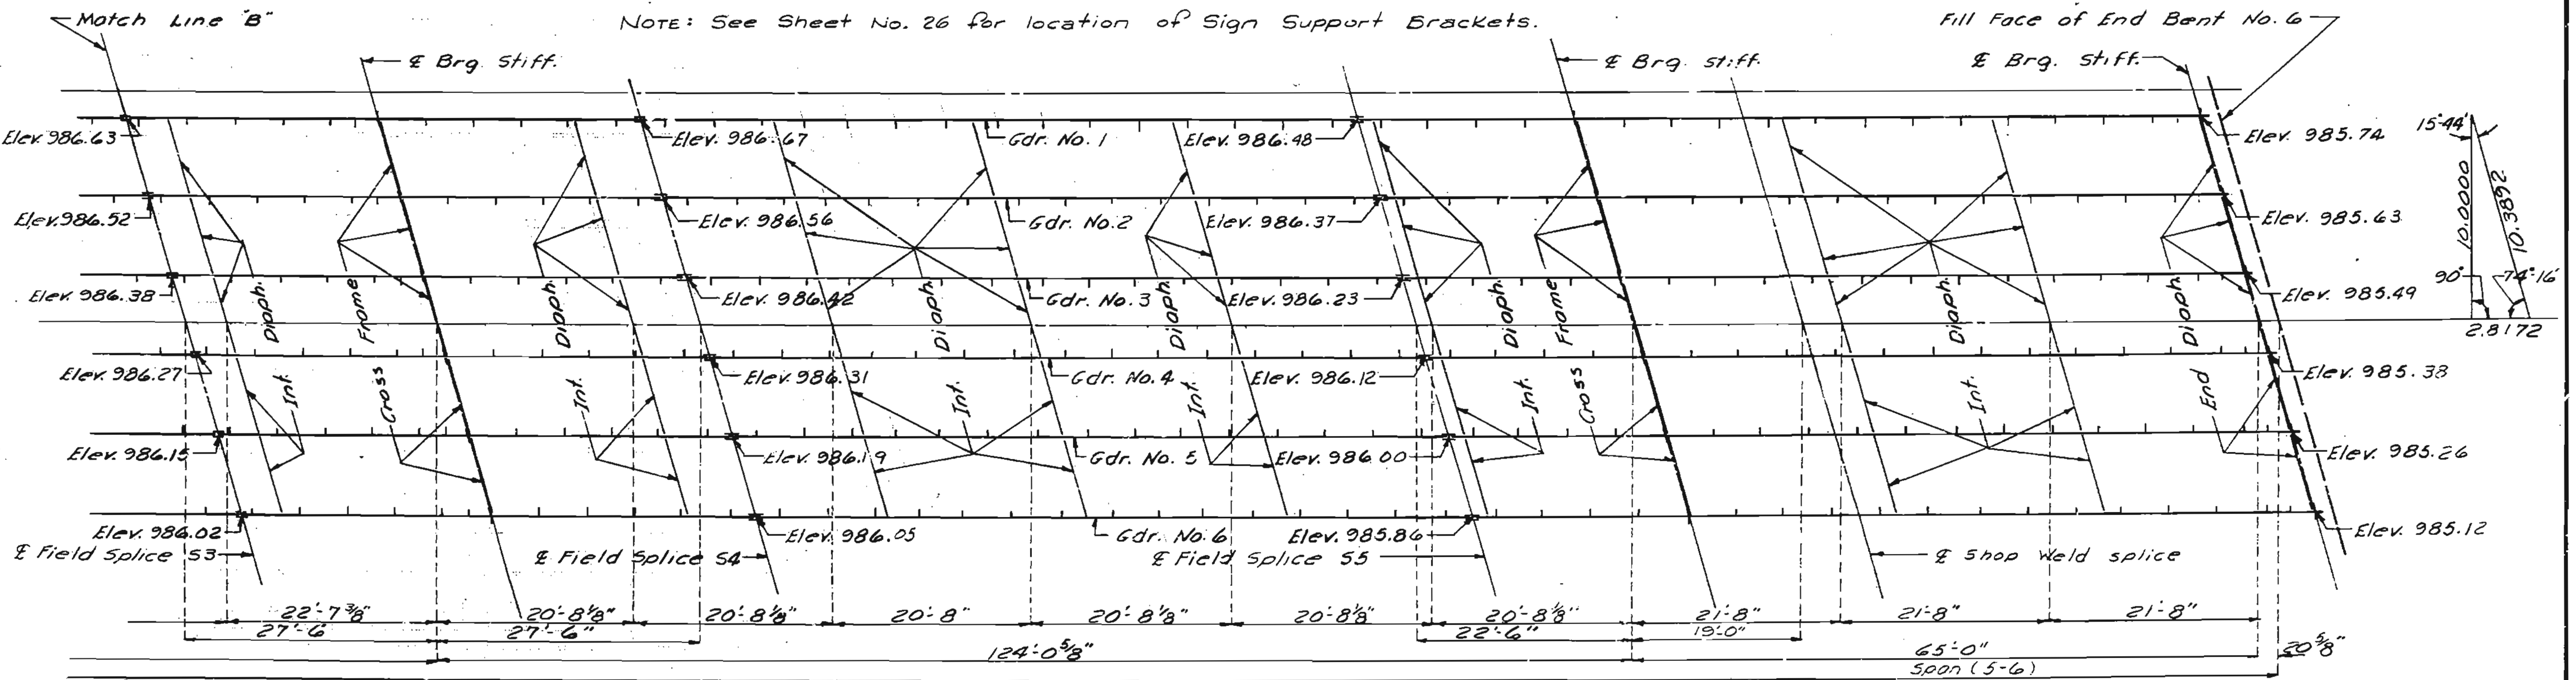 Match Line "B"
NOTE: See Sheet No. 26 for location of Sign Support Brackets.
Fill Face of End Bent No. 6
℄ Brg. Stiff.
℄ Brg. Stiff.
℄ Brg. Stiff.
Elev. 986.63
Elev. 986.67
Gdr. No. 1
Elev. 986.48
Elev. 985.74
15°44'
Elev. 986.52
Elev. 986.56
Gdr. No. 2
Elev. 986.37
Elev. 985.63
10.0000
10.3892
Elev. 986.38
Elev. 986.42
Gdr. No. 3
Elev. 986.23
Elev. 985.49
90°
74°16'
2.8172
Int. Diaph.
Cross Frame
Int. Diaph.
Int. Diaph.
Int. Diaph.
Int. Diaph.
Cross Frame
Int. Diaph.
End Diaph.
Elev. 986.27
Elev. 986.31
Gdr. No. 4
Elev. 986.12
Elev. 985.38
Elev. 986.15
Elev. 986.19
Gdr. No. 5
Elev. 986.00
Elev. 985.26
Elev. 986.02
Elev. 986.05
Gdr. No. 6
Elev. 985.86
Elev. 985.12
℄ Field Splice S3
℄ Field Splice S4
℄ Field Splice S5
℄ Shop Weld splice
22'-7 3/8"
20'-8 1/8"
20'-8 1/8"
20'-8"
20'-8 1/8"
20'-8 1/8"
20'-8 1/8"
21'-8"
21'-8"
21'-8"
27'-6
27'-6"
22'-6"
19'-0"
124'-0 5/8"
65'-0"
20 5/8"
Span (5-6)